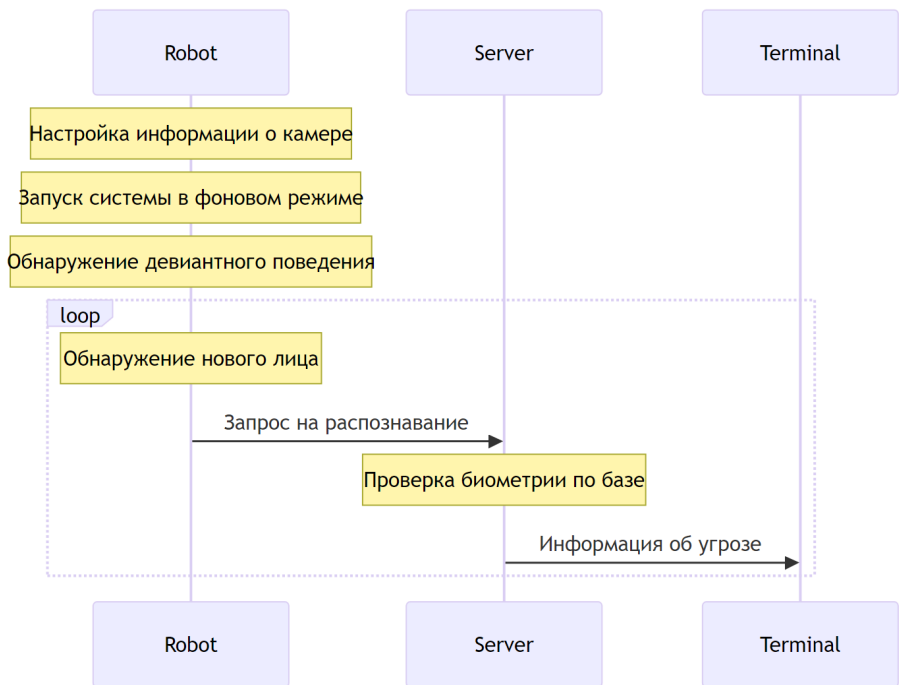 Robot
Server
Terminal
Настройка информации о камере
Запуск системы в фоновом режиме
Обнаружение девиантного поведения
loop
Обнаружение нового лица
Запрос на распознавание
Проверка биометрии по базе
Информация об угрозе
Robot
Server
Terminal